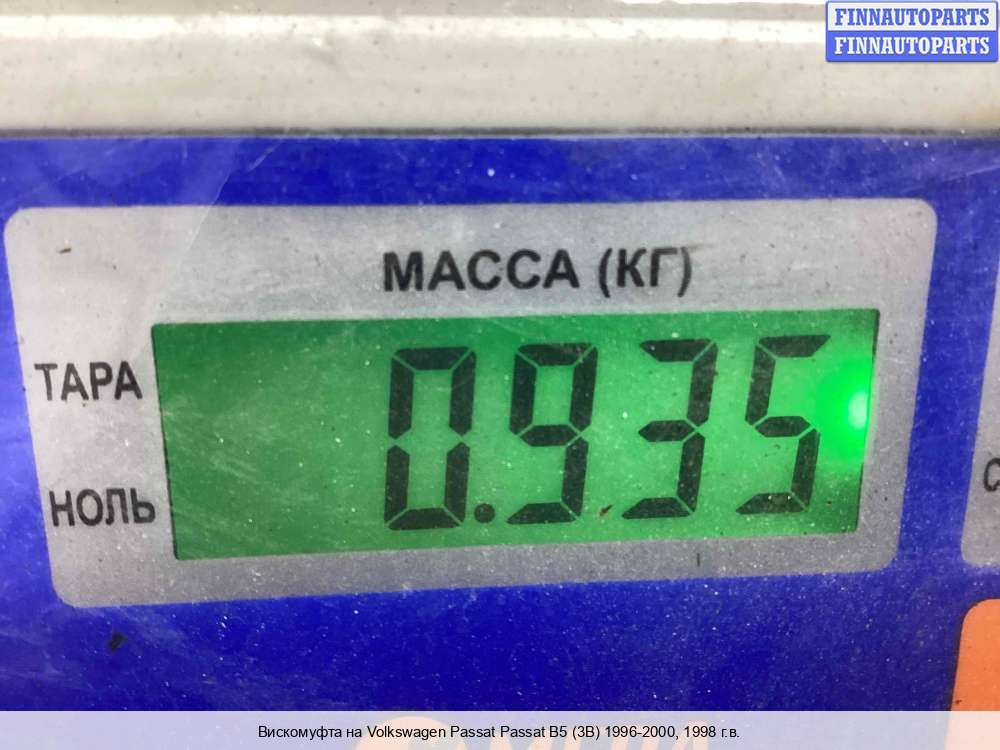 FINNAUTOPARTS
FINNAUTOPARTS
МАССА (КГ)
ТАРА
0.935
НОЛЬ
Вискомуфта на Volkswagen Passat Passat B5 (3B) 1996-2000, 1998 г.в.